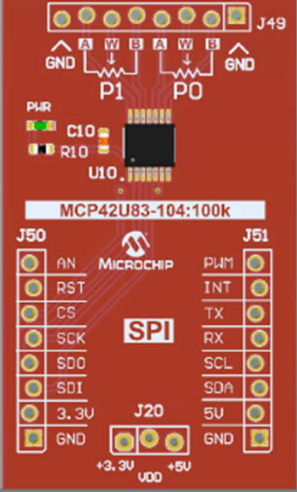 J49
A W B A W B
GND GND
P1 P0
PWR
C10
R10
U10.
MCP42U83-104:100k
J50 J51
MICROCHIP
AN PWM
RST INT
CS TX
SCK RX
SPI
SDO SCL
SDI SDA
3.3V 5V
J20
GND GND
+3.3V +5V
VDD